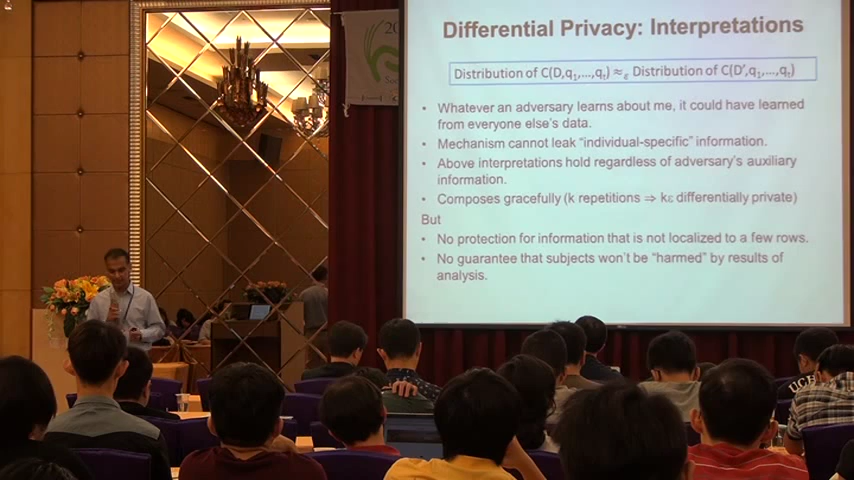 Differential Privacy: Interpretations
Distribution of C(D,q₁,…,qₜ) ≈ε Distribution of C(D′,q₁,…,qₜ)
• Whatever an adversary learns about me, it could have learned
from everyone else's data.
• Mechanism cannot leak "individual-specific" information.
• Above interpretations hold regardless of adversary's auxiliary
information.
• Composes gracefully (k repetitions ⇒ kε differentially private)
But
• No protection for information that is not localized to a few rows.
• No guarantee that subjects won't be "harmed" by results of
analysis.